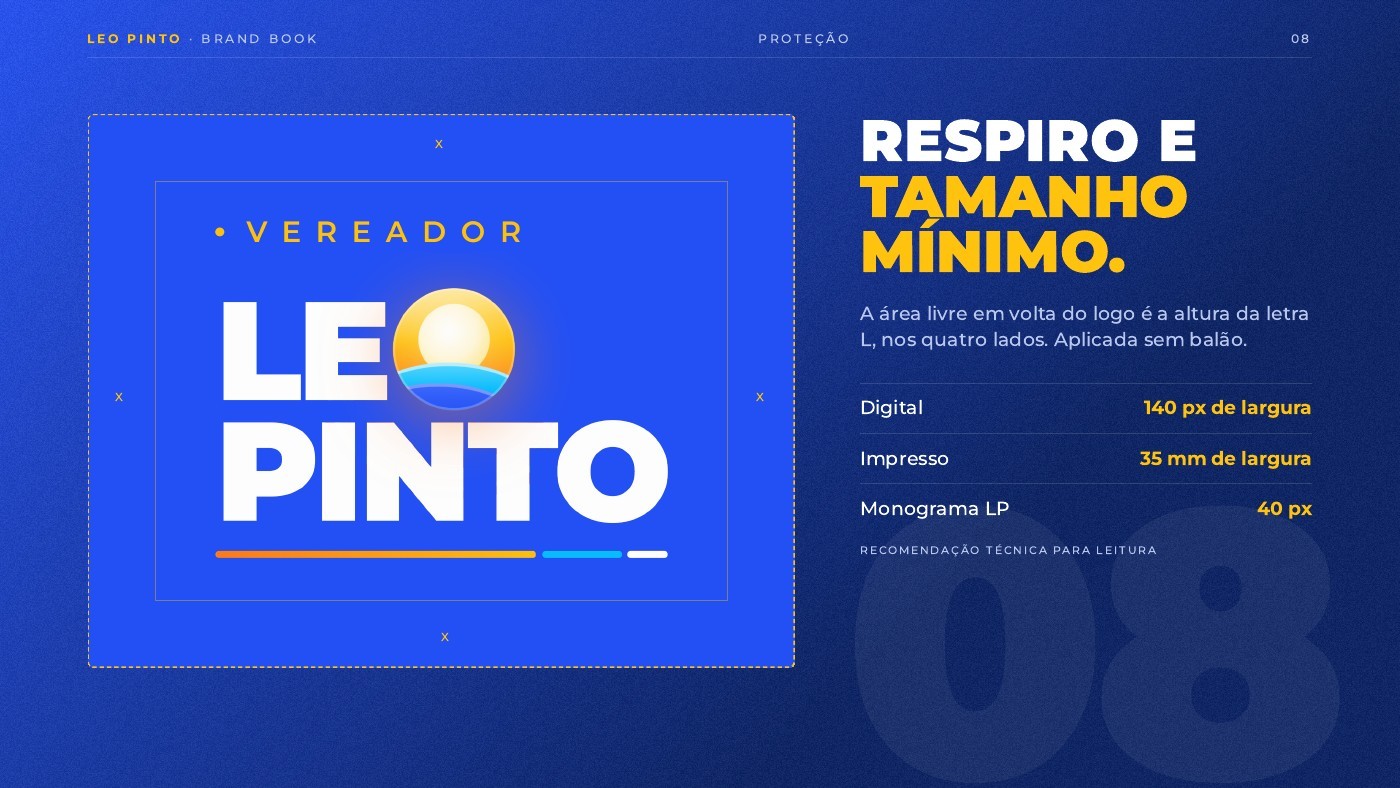 LEO PINTO · BRAND BOOK
PROTEÇÃO
08
x
• VEREADOR
LEO
PINTO
x
x
x
RESPIRO E
TAMANHO
MÍNIMO.
A área livre em volta do logo é a altura da letra
L, nos quatro lados. Aplicada sem balão.
Digital 140 px de largura
Impresso 35 mm de largura
Monograma LP 40 px
RECOMENDAÇÃO TÉCNICA PARA LEITURA
08